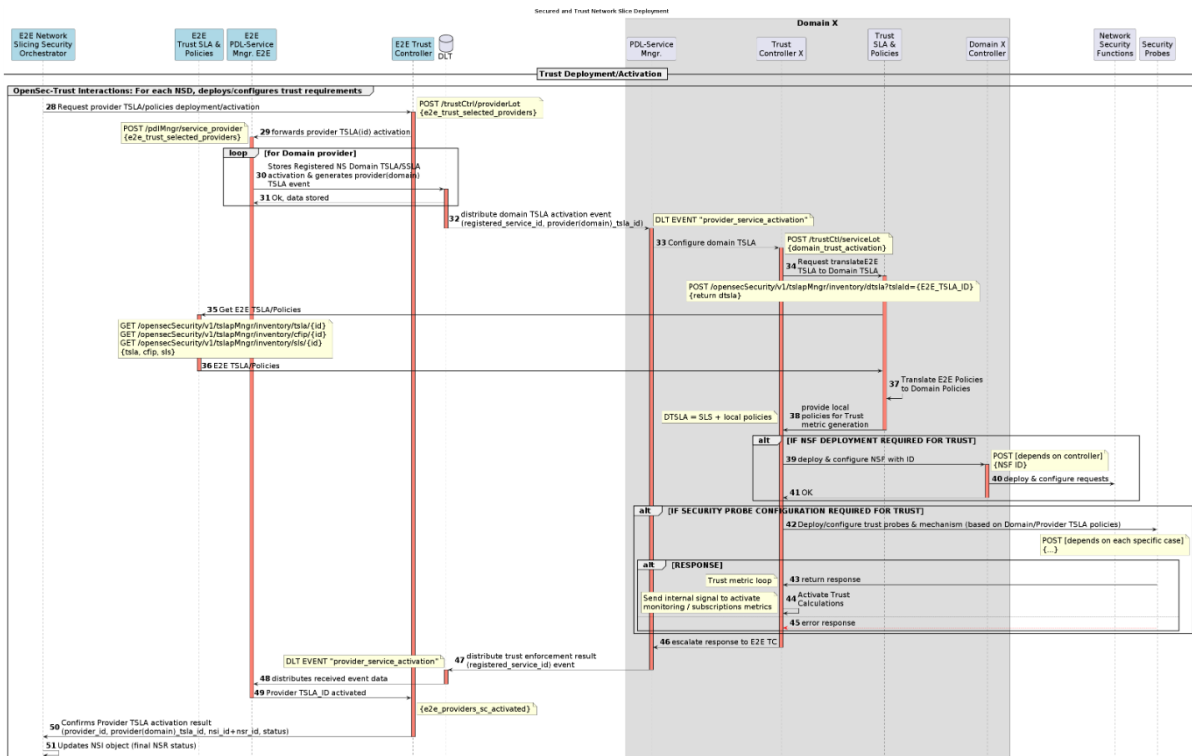 Secured and Trust Network Slice Deployment
Domain X
E2E Network
Slicing Security
Orchestrator
E2E
Trust SLA &
Policies
E2E
PDL-Service
Mngr. E2E
E2E Trust
Controller
DLT
PDL-Service
Mngr.
Trust
Controller X
Trust
SLA &
Policies
Domain X
Controller
Network
Security
Functions
Security
Probes
Trust Deployment/Activation
OpenSec-Trust Interactions: For each NSD, deploys/configures trust requirements
28 Request provider TSLA/policies deployment/activation
POST /trustCtrl/providerLot
{e2e_trust_selected_providers}
POST /pdlMngr/service_provider
{e2e_trust_selected_providers}
29 forwards provider TSLA(id) activation
loop [for Domain provider]
Stores Registered NS Domain TSLA/SSLA
30 activation & generates provider(domain)
TSLA event
31 Ok, data stored
32 distribute domain TSLA activation event
(registered_service_id, provider(domain)_tsla_id)
DLT EVENT "provider_service_activation"
33 Configure domain TSLA
POST /trustCtl/serviceLot
{domain_trust_activation}
34 Request translateE2E
TSLA to Domain TSLA
POST /opensecSecurity/v1/tslapMngr/inventory/dtsla?tslaId={E2E_TSLA_ID}
{return dtsla}
35 Get E2E TSLA/Policies
GET /opensecSecurity/v1/tslapMngr/inventory/tsla/{id}
GET /opensecSecurity/v1/tslapMngr/inventory/cfip/{id}
GET /opensecSecurity/v1/tslapMngr/inventory/sls/{id}
{tsla, cfip, sls}
36 E2E TSLA/Policies
37 Translate E2E Policies
to Domain Policies
DTSLA = SLS + local policies
provide local
38 policies for Trust
metric generation
alt [IF NSF DEPLOYMENT REQUIRED FOR TRUST]
39 deploy & configure NSF with ID
POST [depends on controller]
{NSF ID}
40 deploy & configure requests
41 OK
alt [IF SECURITY PROBE CONFIGURATION REQUIRED FOR TRUST]
42 Deploy/configure trust probes & mechanism (based on Domain/Provider TSLA policies)
POST [depends on each specific case]
{...}
alt [RESPONSE]
Trust metric loop
43 return response
Send internal signal to activate
monitoring / subscriptions metrics
44 Activate Trust
Calculations
45 error response
46 escalate response to E2E TC
DLT EVENT "provider_service_activation"
47 distribute trust enforcement result
(registered_service_id) event
48 distributes received event data
49 Provider TSLA_ID activated
{e2e_providers_sc_activated}
50 Confirms Provider TSLA activation result
(provider_id, provider(domain)_tsla_id, nsi_id+nsr_id, status)
51 Updates NSI object (final NSR status)